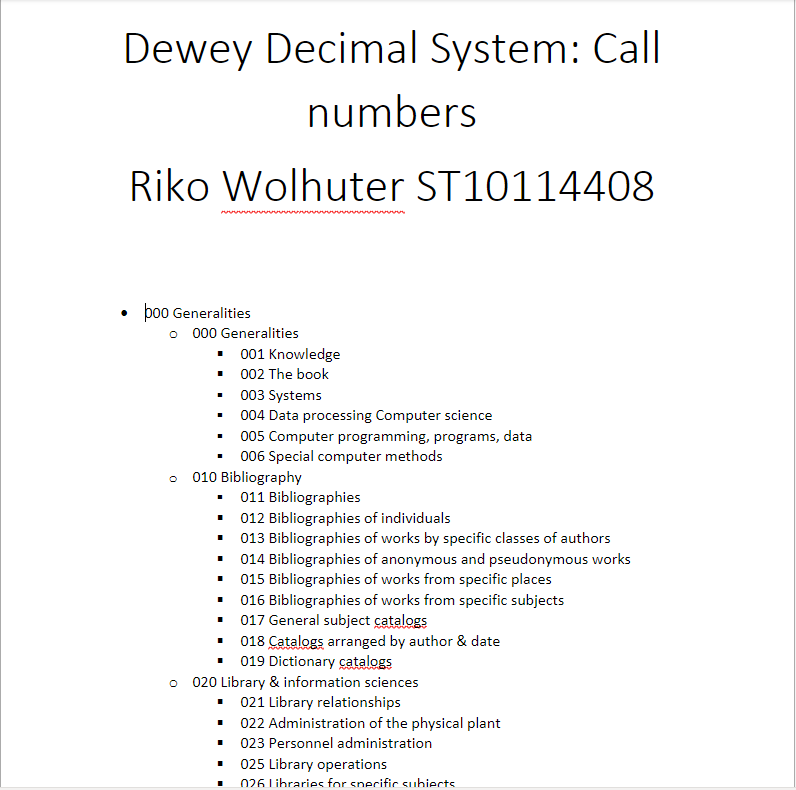 Dewey Decimal System: Call
numbers
Riko Wolhuter ST10114408
• 000 Generalities
o 000 Generalities
▪ 001 Knowledge
▪ 002 The book
▪ 003 Systems
▪ 004 Data processing Computer science
▪ 005 Computer programming, programs, data
▪ 006 Special computer methods
o 010 Bibliography
▪ 011 Bibliographies
▪ 012 Bibliographies of individuals
▪ 013 Bibliographies of works by specific classes of authors
▪ 014 Bibliographies of anonymous and pseudonymous works
▪ 015 Bibliographies of works from specific places
▪ 016 Bibliographies of works from specific subjects
▪ 017 General subject catalogs
▪ 018 Catalogs arranged by author & date
▪ 019 Dictionary catalogs
o 020 Library & information sciences
▪ 021 Library relationships
▪ 022 Administration of the physical plant
▪ 023 Personnel administration
▪ 025 Library operations
▪ 026 Libraries for specific subjects